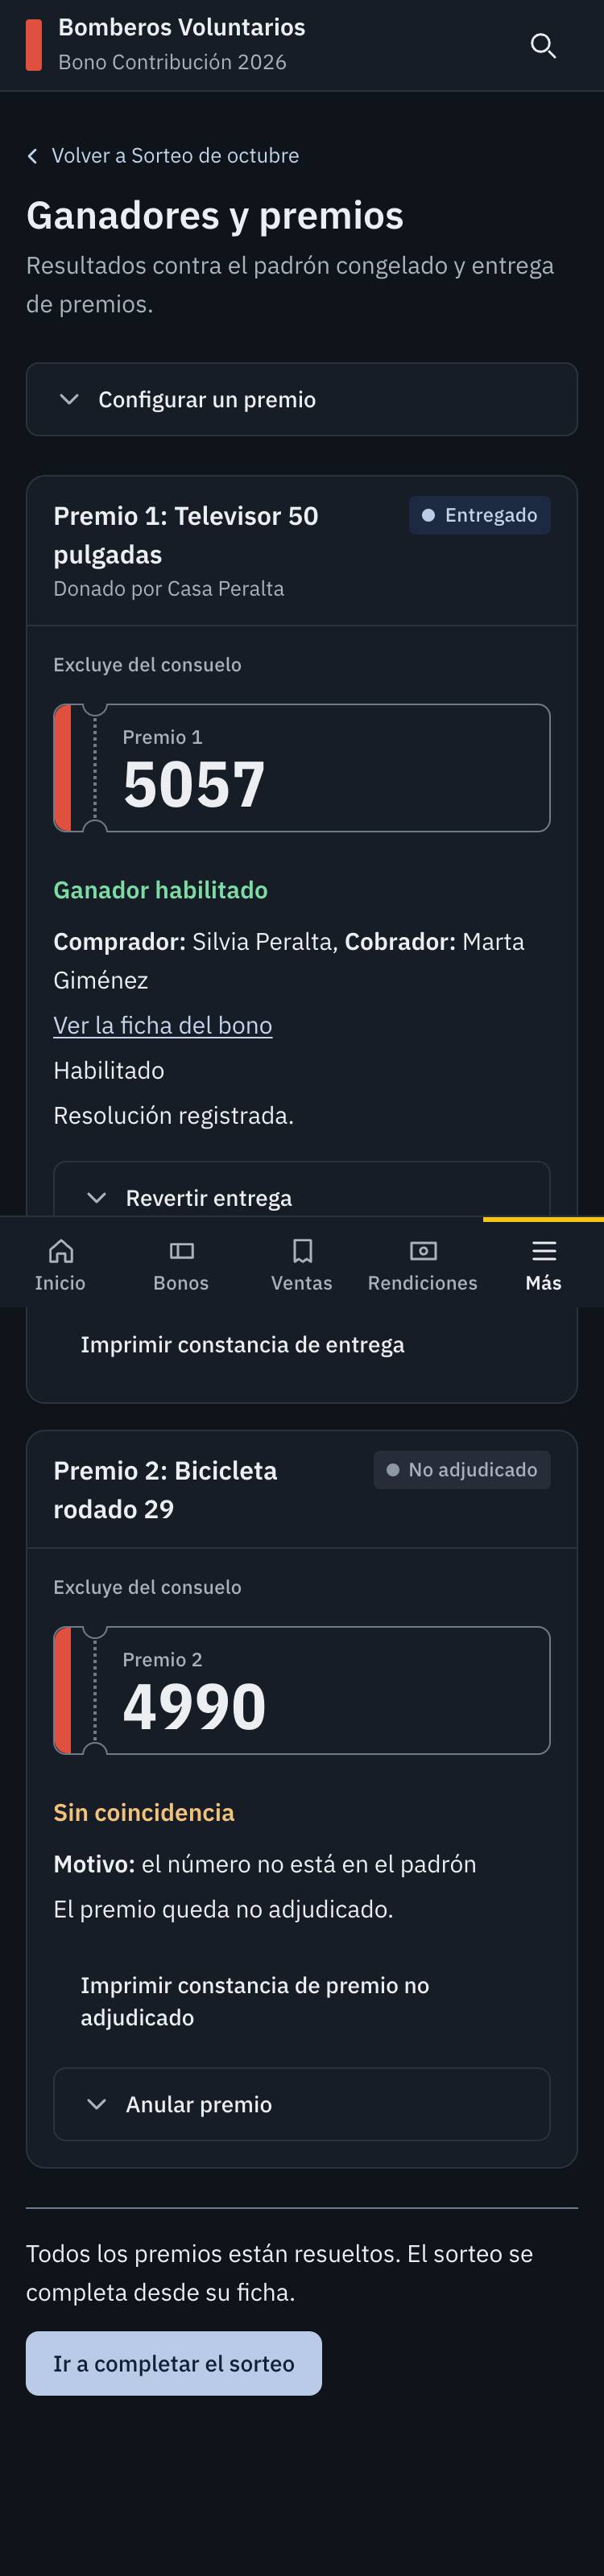 Bomberos Voluntarios
Bono Contribución 2026
Volver a Sorteo de octubre
Ganadores y premios
Resultados contra el padrón congelado y entrega
de premios.
Configurar un premio
Premio 1: Televisor 50
pulgadas
Entregado
Donado por Casa Peralta
Excluye del consuelo
Premio 1
5057
Ganador habilitado
Comprador: Silvia Peralta, Cobrador: Marta
Giménez
Ver la ficha del bono
Habilitado
Resolución registrada.
Revertir entrega
Inicio
Bonos
Ventas
Rendiciones
Más
Imprimir constancia de entrega
Premio 2: Bicicleta
rodado 29
No adjudicado
Excluye del consuelo
Premio 2
4990
Sin coincidencia
Motivo: el número no está en el padrón
El premio queda no adjudicado.
Imprimir constancia de premio no
adjudicado
Anular premio
Todos los premios están resueltos. El sorteo se
completa desde su ficha.
Ir a completar el sorteo